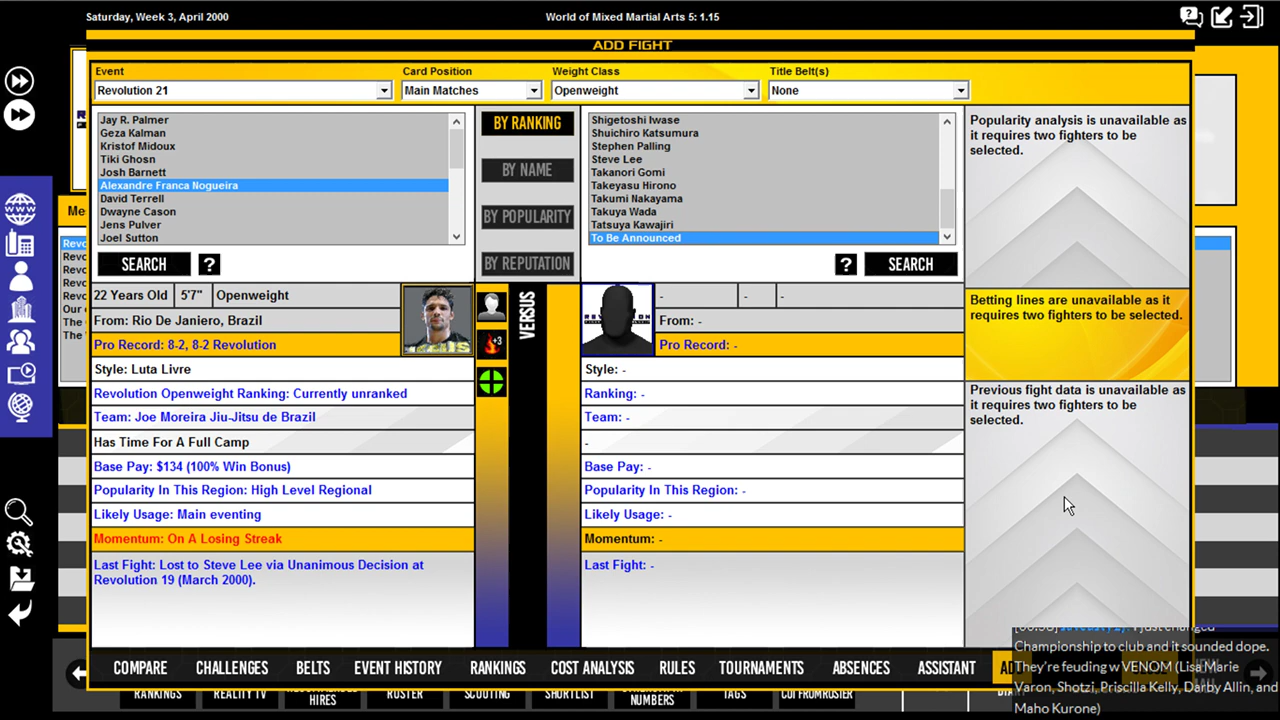 Saturday, Week 3, April 2000
World of Mixed Martial Arts 5: 1.15
ADD FIGHT
Event
Card Position
Weight Class
Title Belt(s)
Revolution 21
Main Matches
Openweight
None
Jay R. Palmer
Geza Kalman
Kristof Midoux
Tiki Ghosn
Josh Barnett
Alexandre Franca Nogueira
David Terrell
Dwayne Cason
Jens Pulver
Joel Sutton
BY RANKING
BY NAME
BY POPULARITY
BY REPUTATION
Shigetoshi Iwase
Shuichiro Katsumura
Stephen Palling
Steve Lee
Takanori Gomi
Takeyasu Hirono
Takumi Nakayama
Takuya Wada
Tatsuya Kawajiri
To Be Announced
SEARCH ?
? SEARCH
Popularity analysis is unavailable as
it requires two fighters to be
selected.
Betting lines are unavailable as it
requires two fighters to be selected.
Previous fight data is unavailable as
it requires two fighters to be
selected.
22 Years Old
5'7"
Openweight
From: Rio De Janiero, Brazil
Pro Record: 8-2, 8-2 Revolution
Style: Luta Livre
Revolution Openweight Ranking: Currently unranked
Team: Joe Moreira Jiu-Jitsu de Brazil
Has Time For A Full Camp
Base Pay: $134 (100% Win Bonus)
Popularity In This Region: High Level Regional
Likely Usage: Main eventing
Momentum: On A Losing Streak
Last Fight: Lost to Steve Lee via Unanimous Decision at
Revolution 19 (March 2000).
+3
VERSUS
- - -
From: -
Pro Record: -
Style: -
Ranking: -
Team: -
-
Base Pay: -
Popularity In This Region: -
Likely Usage: -
Momentum: -
Last Fight: -
COMPARE
CHALLENGES
BELTS
EVENT HISTORY
RANKINGS
COST ANALYSIS
RULES
TOURNAMENTS
ABSENCES
ASSISTANT
RANKINGS
REALITY TV
HIRES
ROSTER
SCOUTING
SHORTLIST
NUMBERS
TAGS
Championship to club and it sounded dope.
They're feuding w VENOM (Lisa Marie
Varon, Shotzi, Priscilla Kelly, Darby Allin, and
Maho Kurone)